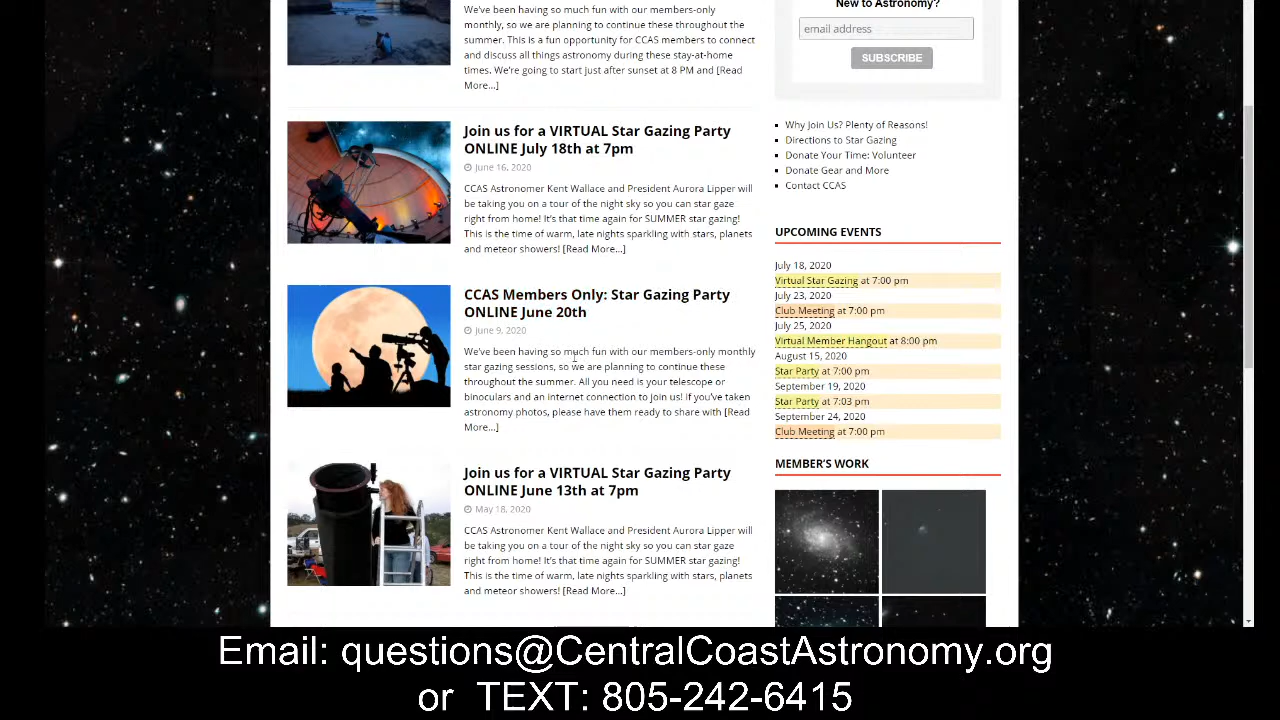 We've been having so much fun with our members-only
monthly, so we are planning to continue these throughout the
summer. This is a fun opportunity for CCAS members to connect
and discuss all things astronomy during these stay-at-home
times. We're going to start just after sunset at 8 PM and [Read
More...]
Join us for a VIRTUAL Star Gazing Party
ONLINE July 18th at 7pm
June 16, 2020
CCAS Astronomer Kent Wallace and President Aurora Lipper will
be taking you on a tour of the night sky so you can star gaze
right from home! It's that time again for SUMMER star gazing!
This is the time of warm, late nights sparkling with stars, planets
and meteor showers! [Read More...]
CCAS Members Only: Star Gazing Party
ONLINE June 20th
June 9, 2020
We've been having so much fun with our members-only monthly
star gazing sessions, so we are planning to continue these
throughout the summer. All you need is your telescope or
binoculars and an internet connection to join us! If you've taken
astronomy photos, please have them ready to share with [Read
More...]
Join us for a VIRTUAL Star Gazing Party
ONLINE June 13th at 7pm
May 18, 2020
CCAS Astronomer Kent Wallace and President Aurora Lipper will
be taking you on a tour of the night sky so you can star gaze
right from home! It's that time again for SUMMER star gazing!
This is the time of warm, late nights sparkling with stars, planets
and meteor showers! [Read More...]
New to Astronomy?
email address
SUBSCRIBE
Why Join Us? Plenty of Reasons!
Directions to Star Gazing
Donate Your Time: Volunteer
Donate Gear and More
Contact CCAS
UPCOMING EVENTS
July 18, 2020
Virtual Star Gazing at 7:00 pm
July 23, 2020
Club Meeting at 7:00 pm
July 25, 2020
Virtual Member Hangout at 8:00 pm
August 15, 2020
Star Party at 7:00 pm
September 19, 2020
Star Party at 7:03 pm
September 24, 2020
Club Meeting at 7:00 pm
MEMBER'S WORK
Email: questions@CentralCoastAstronomy.org
or TEXT: 805-242-6415